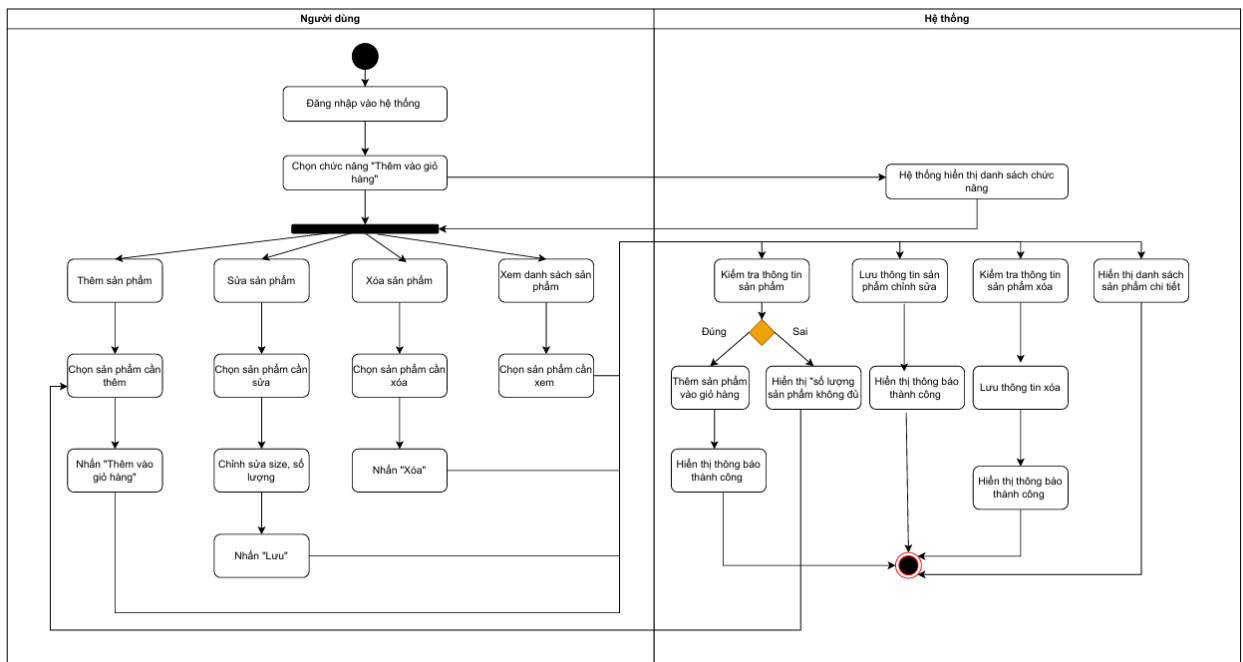 Người dùng
Hệ thống
Đăng nhập vào hệ thống
Chọn chức năng "Thêm vào giỏ
hàng"
Hệ thống hiển thị danh sách chức
năng
Thêm sản phẩm
Sửa sản phẩm
Xóa sản phẩm
Xem danh sách sản
phẩm
Kiểm tra thông tin
sản phẩm
Lưu thông tin sản
phẩm chỉnh sửa
Kiểm tra thông tin
sản phẩm xóa
Hiển thị danh sách
sản phẩm chi tiết
Đúng
Sai
Chọn sản phẩm cần
thêm
Chọn sản phẩm cần
sửa
Chọn sản phẩm cần
xóa
Chọn sản phẩm cần
xem
Thêm sản phẩm
vào giỏ hàng
Hiển thị "số lượng
sản phẩm không đủ
Hiển thị thông báo
thành công
Lưu thông tin xóa
Nhấn "Thêm vào
giỏ hàng"
Chỉnh sửa size, số
lượng
Nhấn "Xóa"
Hiển thị thông báo
thành công
Hiển thị thông báo
thành công
Nhấn "Lưu"